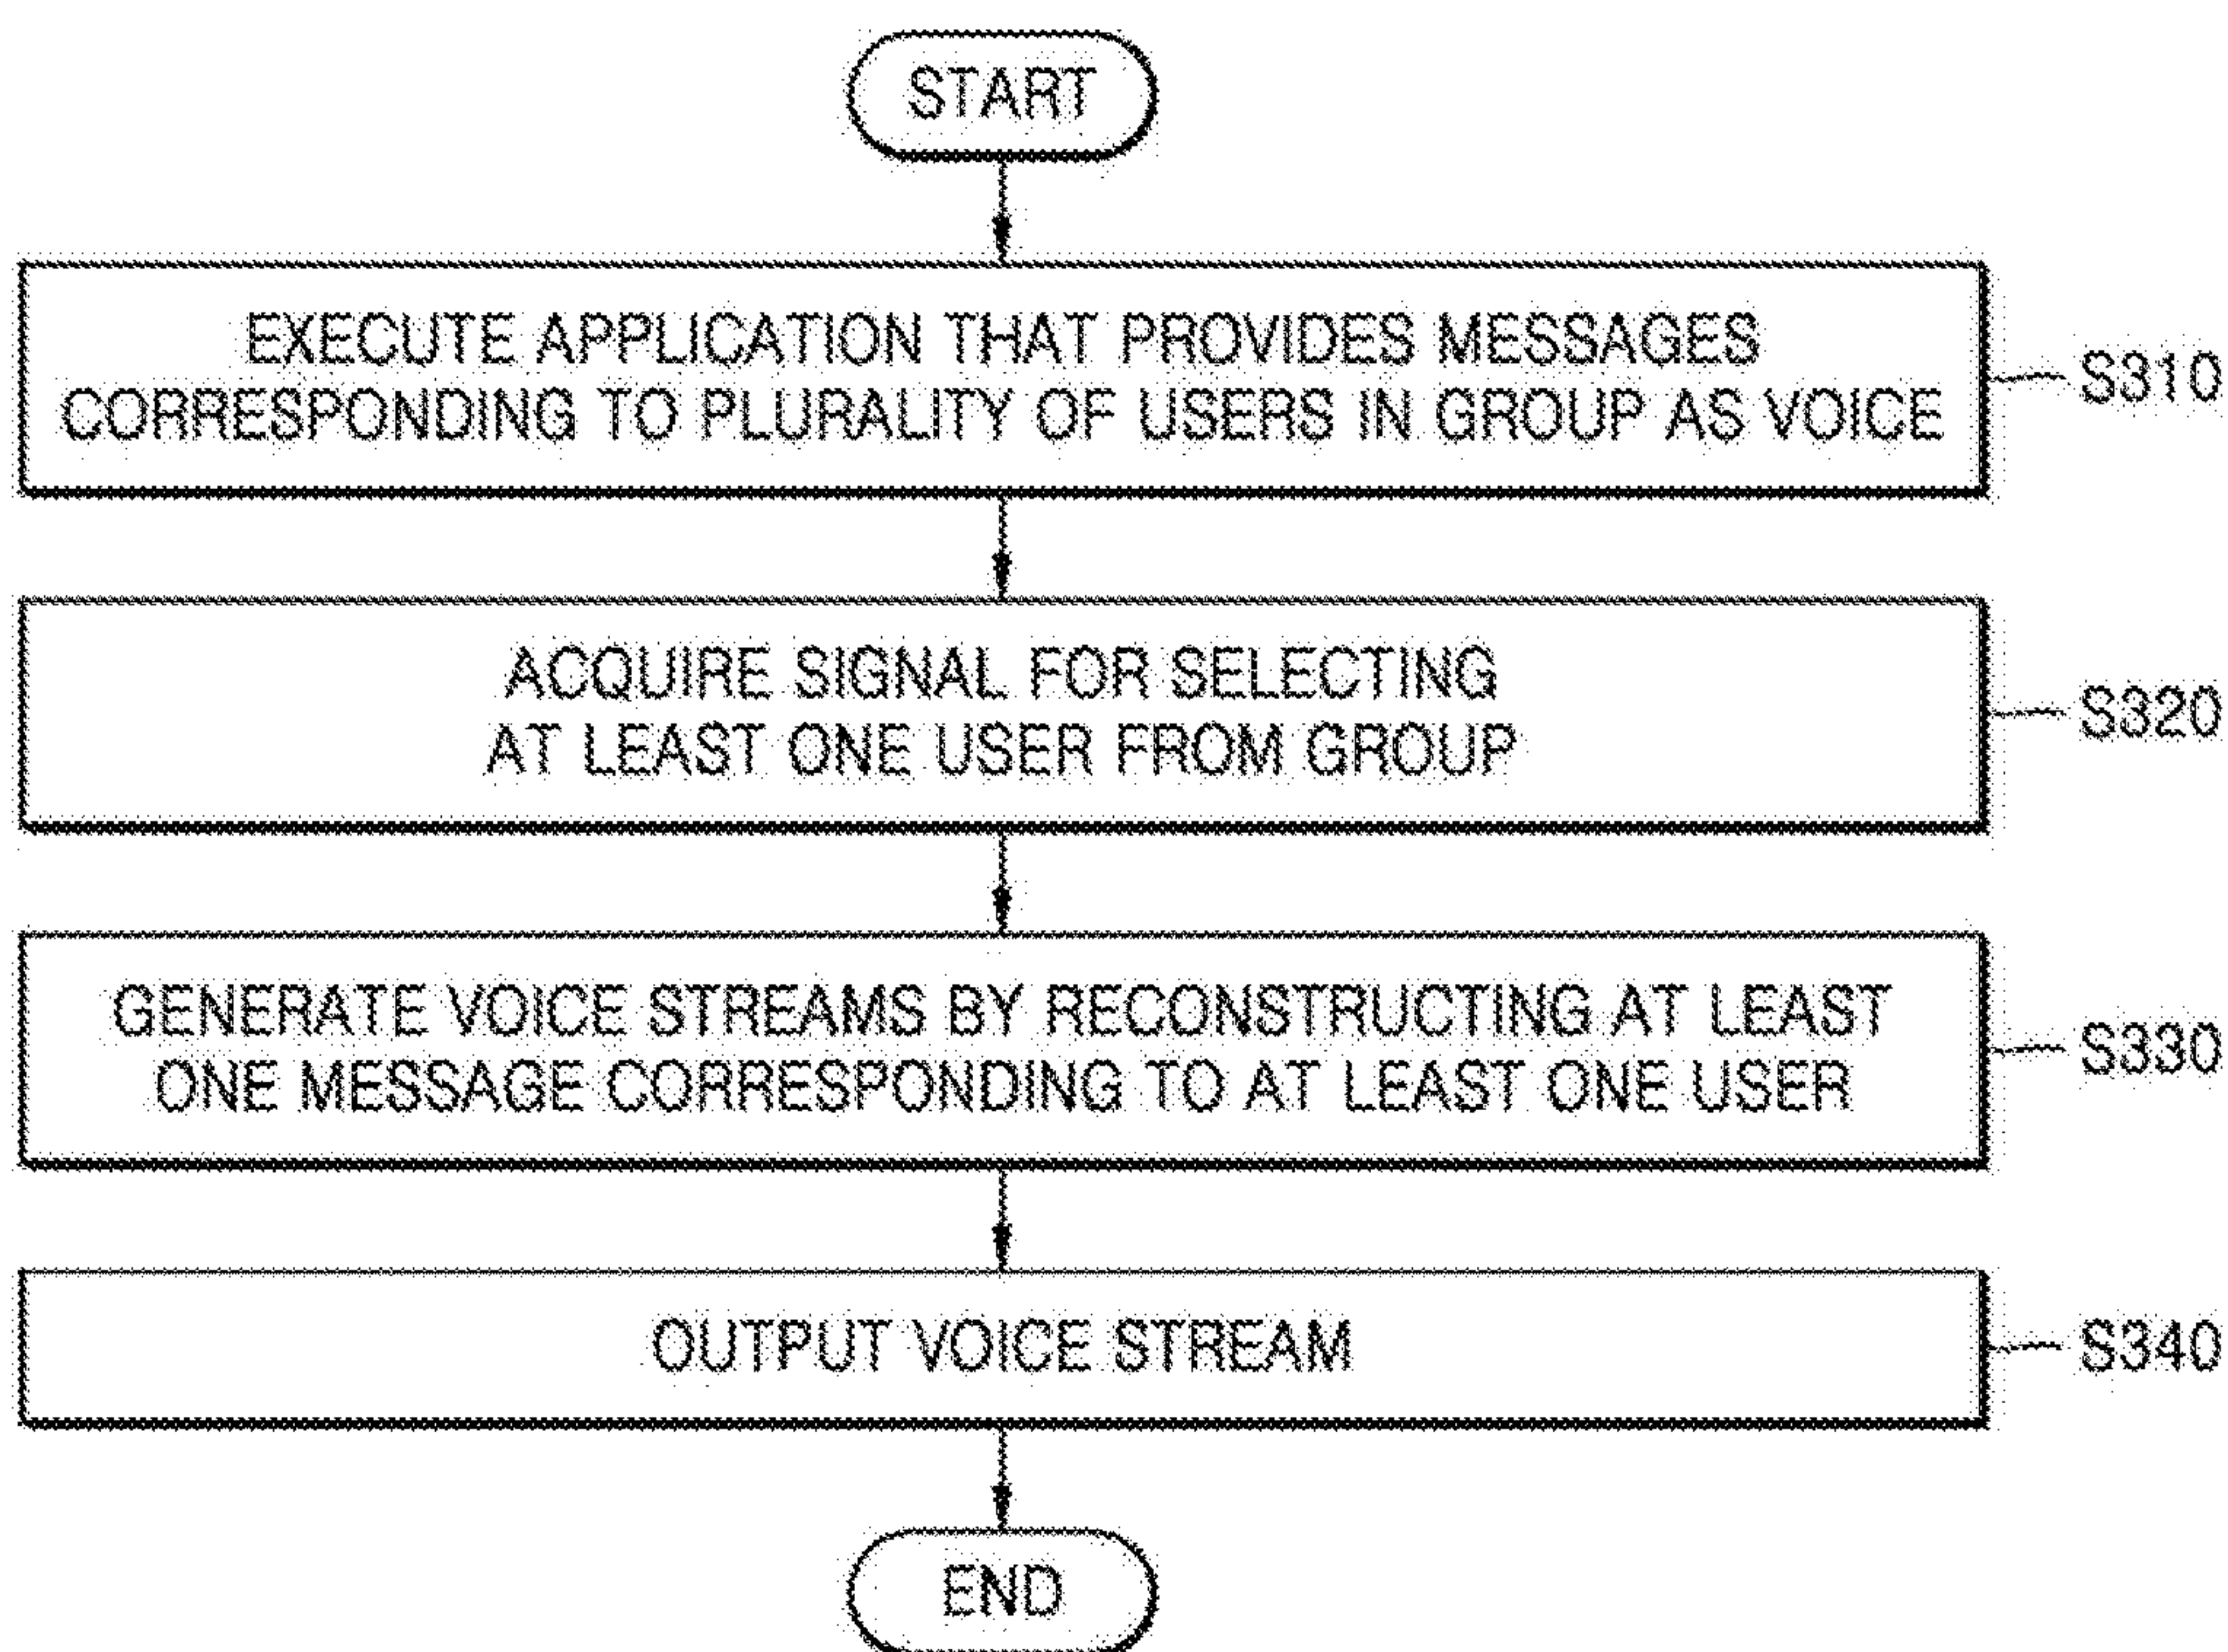 START
EXECUTE APPLICATION THAT PROVIDES MESSAGES
CORRESPONDING TO PLURALITY OF USERS IN GROUP AS VOICE
S310
ACQUIRE SIGNAL FOR SELECTING
AT LEAST ONE USER FROM GROUP
S320
GENERATE VOICE STREAMS BY RECONSTRUCTING AT LEAST
ONE MESSAGE CORRESPONDING TO AT LEAST ONE USER
S330
OUTPUT VOICE STREAM
S340
END